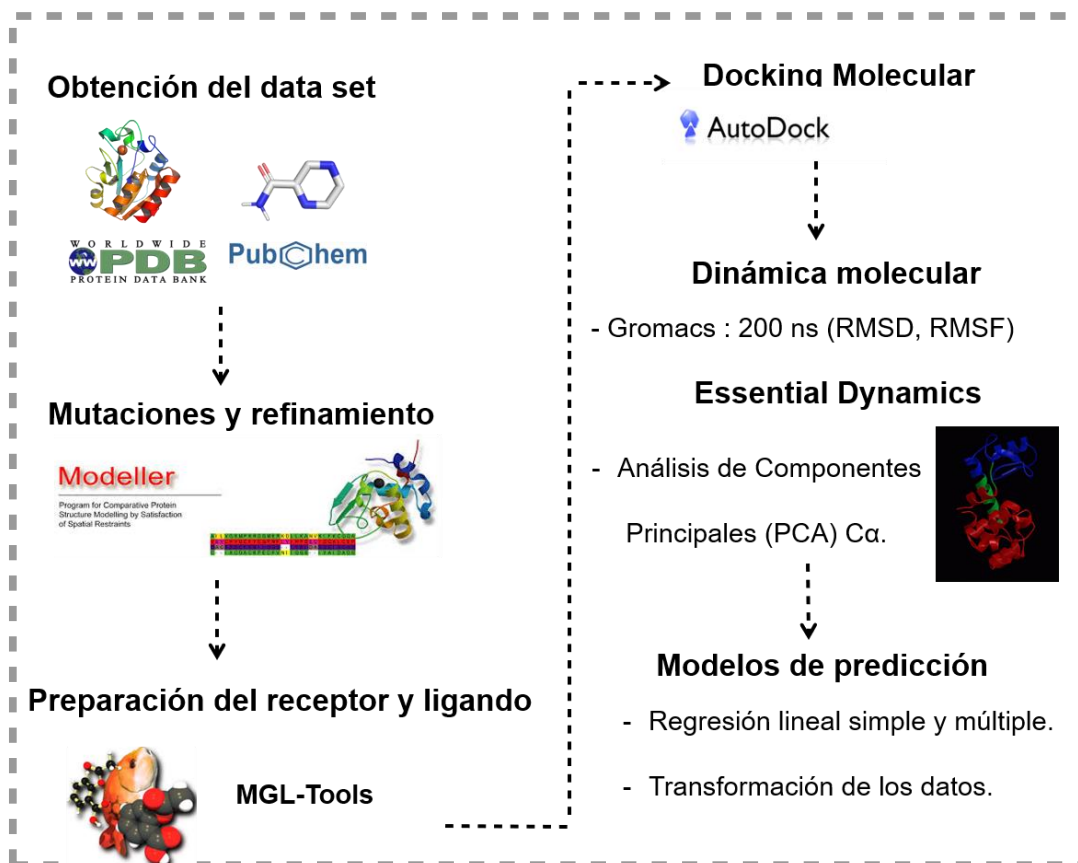 Obtención del data set
WORLDWIDE
PDB
PROTEIN DATA BANK
PubChem
Mutaciones y refinamiento
Modeller
Program for Comparative Protein
Structure Modelling by Satisfaction
of Spatial Restraints
Preparación del receptor y ligando
MGL-Tools
Docking Molecular
AutoDock
Dinámica molecular
- Gromacs : 200 ns (RMSD, RMSF)
Essential Dynamics
- Análisis de Componentes
Principales (PCA) Cα.
Modelos de predicción
- Regresión lineal simple y múltiple.
- Transformación de los datos.